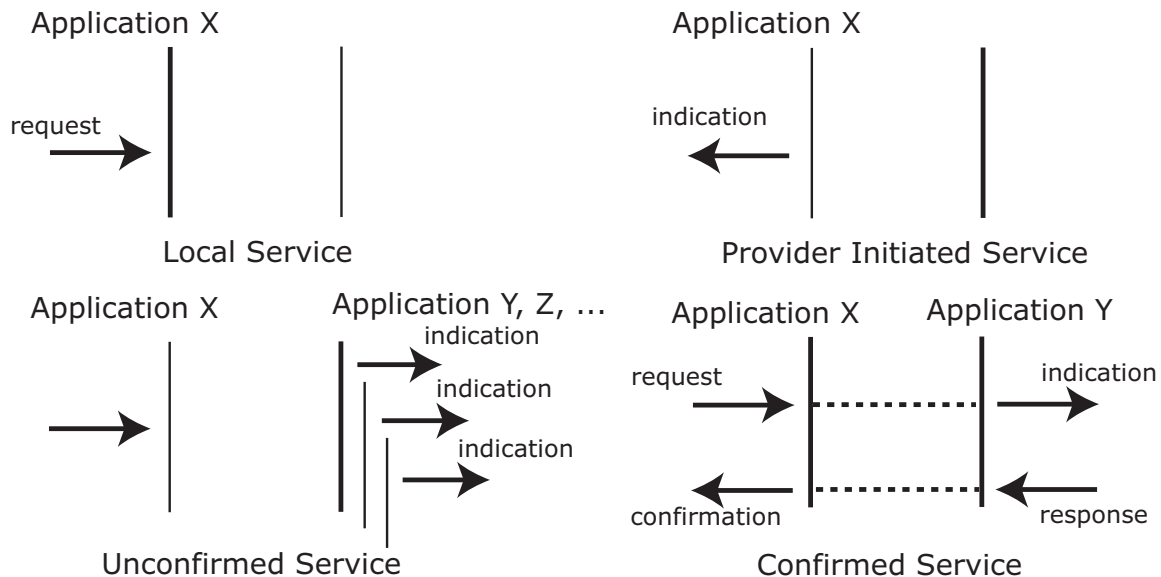 Application X
request
Local Service
Application X
indication
Provider Initiated Service
Application X
Application Y, Z, ...
indication
indication
indication
Unconfirmed Service
Application X
Application Y
request
indication
confirmation
response
Confirmed Service